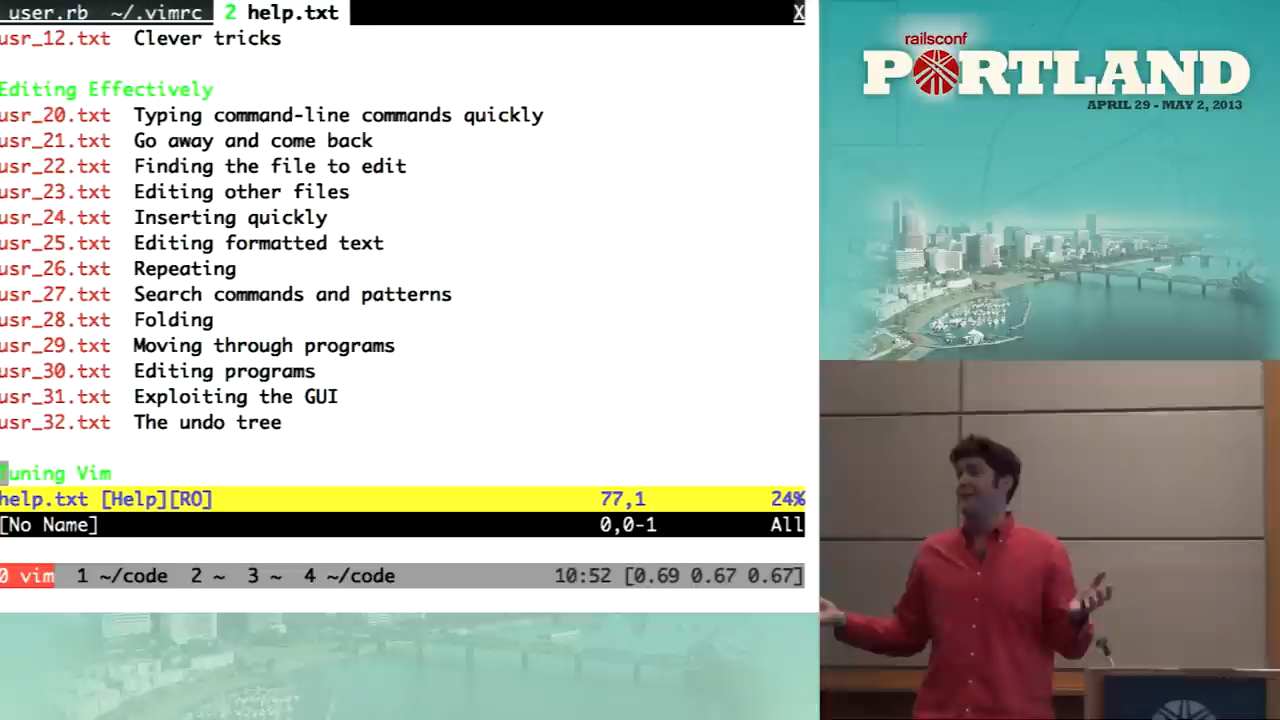 user.rb ~/.vimrc 2 help.txt X
usr_12.txt Clever tricks
Editing Effectively
usr_20.txt Typing command-line commands quickly
usr_21.txt Go away and come back
usr_22.txt Finding the file to edit
usr_23.txt Editing other files
usr_24.txt Inserting quickly
usr_25.txt Editing formatted text
usr_26.txt Repeating
usr_27.txt Search commands and patterns
usr_28.txt Folding
usr_29.txt Moving through programs
usr_30.txt Editing programs
usr_31.txt Exploiting the GUI
usr_32.txt The undo tree
Tuning Vim
help.txt [Help][RO] 77,1 24%
[No Name] 0,0-1 All
0 vim 1 ~/code 2 ~ 3 ~ 4 ~/code 10:52 [0.69 0.67 0.67]
railsconf
PORTLAND
APRIL 29 - MAY 2, 2013